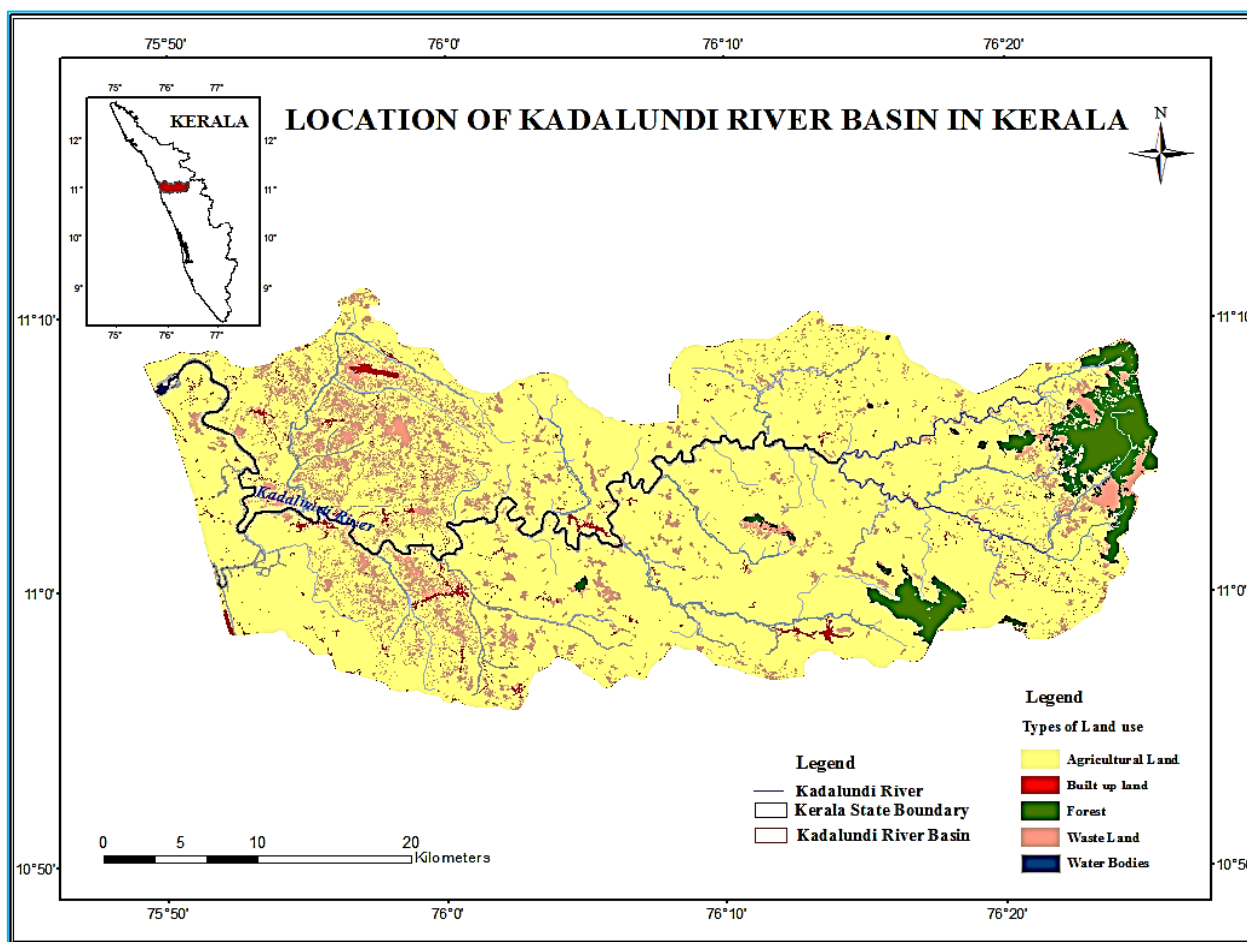 75°50'
76°0'
76°10'
76°20'
75° 76° 77°
KERALA
12° 12°
11° 11°
10° 10°
9° 9°
75° 76° 77°
LOCATION OF KADALUNDI RIVER BASIN IN KERALA
N
11°10' 11°10'
Kadalundi River
11°0' 11°0'
Legend
Types of Land use
Agricultural Land
Built up land
Forest
Waste Land
Water Bodies
Legend
Kadalundi River
Kerala State Boundary
Kadalundi River Basin
0 5 10 20
Kilometers
10°50' 10°50'
75°50'
76°0'
76°10'
76°20'